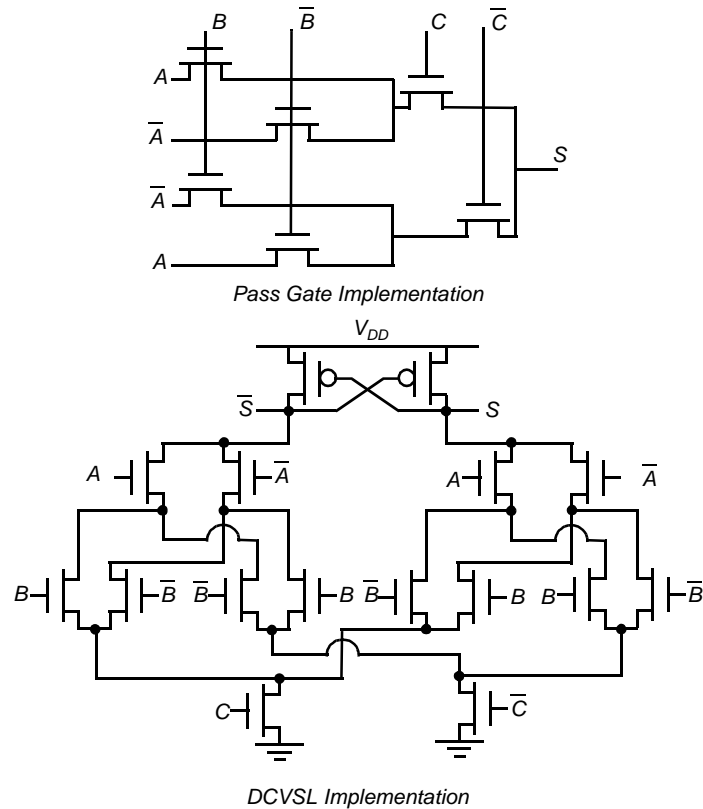 B B̅ C C̅
A
A̅
S
A̅
A
Pass Gate Implementation
V_DD
S̅ S
A A̅ A A̅
B B̅ B̅ B B̅ B B B̅
C C̅
DCVSL Implementation